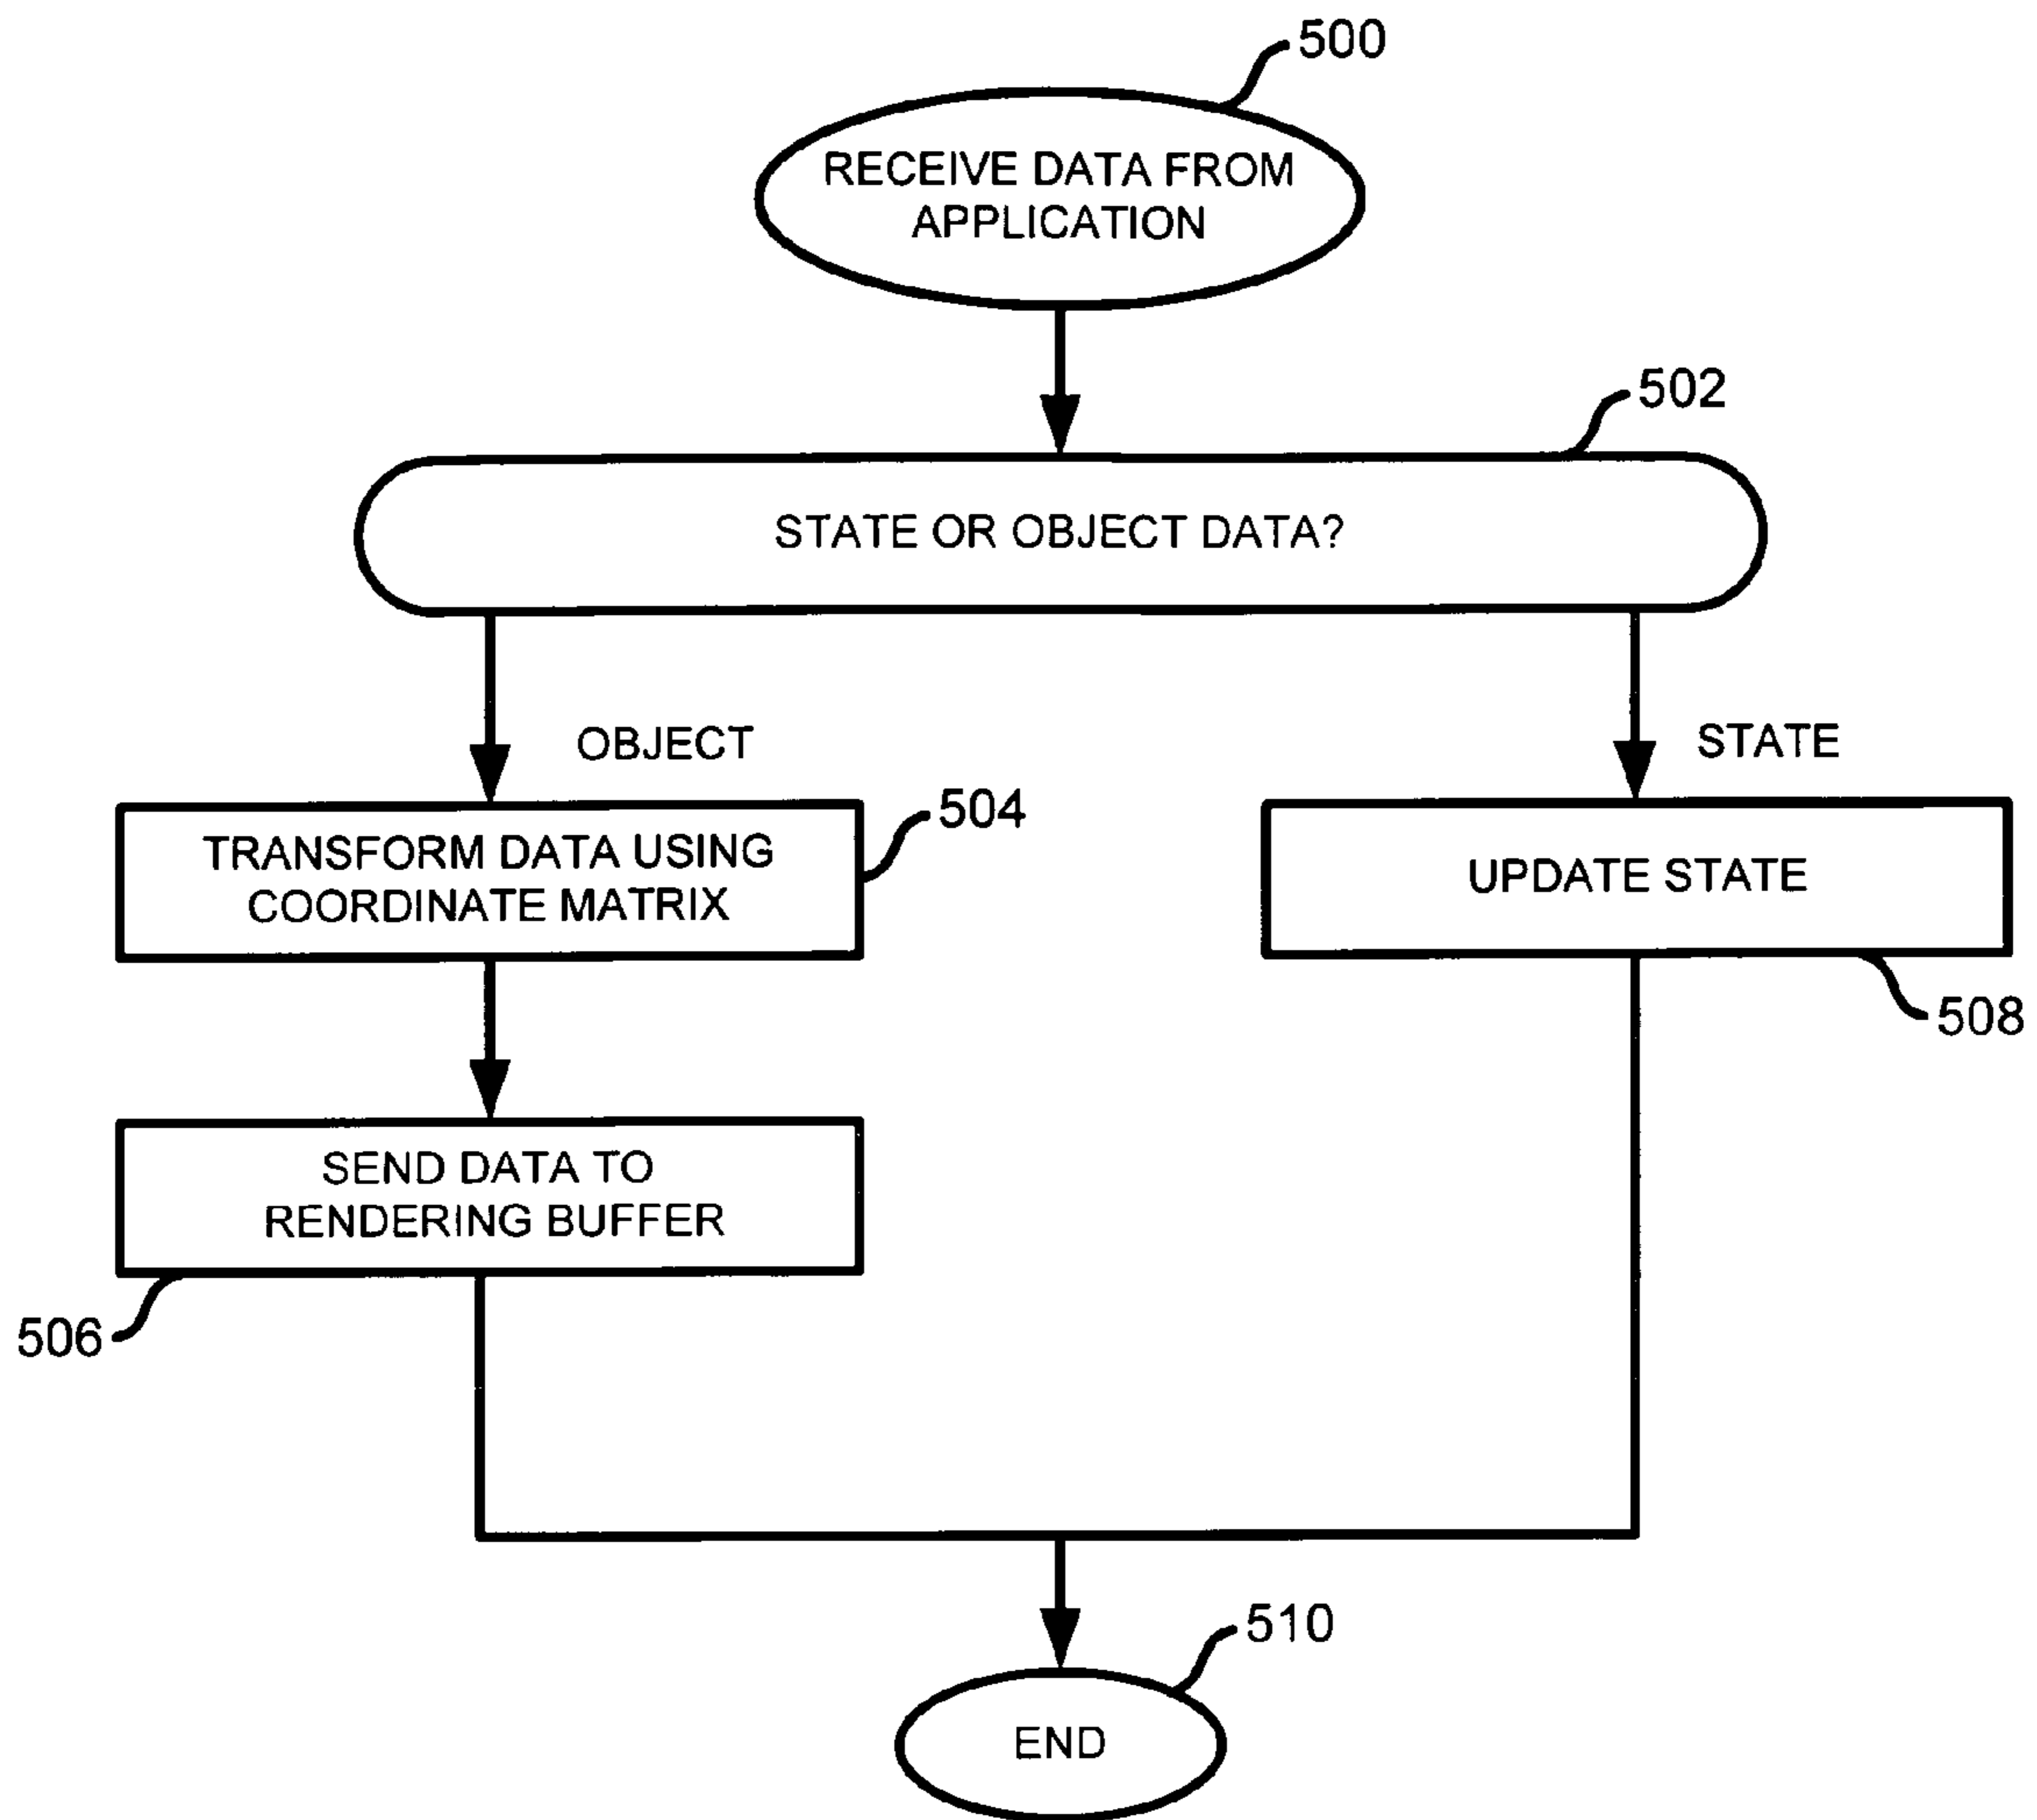 500
RECEIVE DATA FROM
APPLICATION
502
STATE OR OBJECT DATA?
OBJECT
STATE
504
TRANSFORM DATA USING
COORDINATE MATRIX
UPDATE STATE
508
SEND DATA TO
RENDERING BUFFER
506
510
END